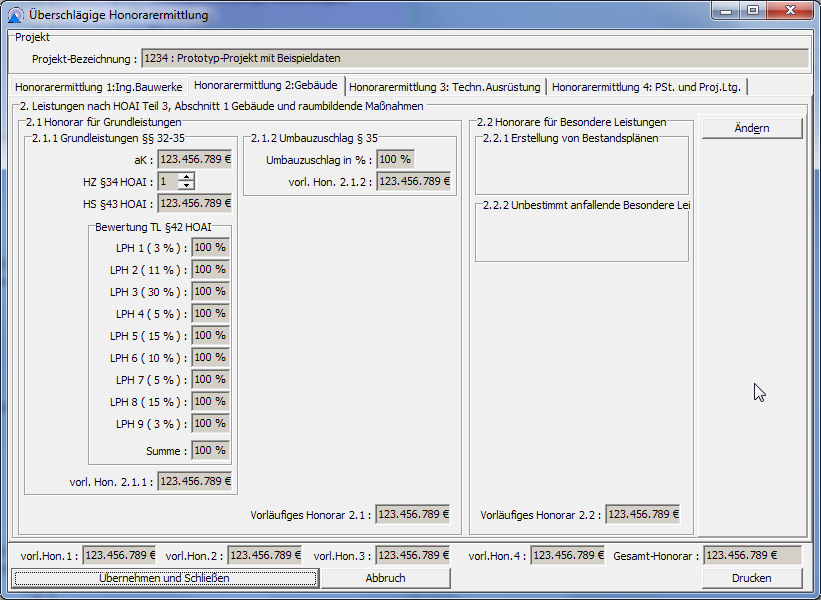 Überschlägige Honorarermittlung
Projekt
Projekt-Bezeichnung : 1234 : Prototyp-Projekt mit Beispieldaten
Honorarermittlung 1:Ing.Bauwerke Honorarermittlung 2:Gebäude Honorarermittlung 3: Techn.Ausrüstung Honorarermittlung 4: PSt. und Proj.Ltg.
2. Leistungen nach HOAI Teil 3, Abschnitt 1 Gebäude und raumbildende Maßnahmen
2.1 Honorar für Grundleistungen
2.1.1 Grundleistungen §§ 32-35
aK : 123.456.789 €
HZ §34 HOAI : 1
HS §43 HOAI : 123.456.789 €
Bewertung TL §42 HOAI
LPH 1 ( 3 % ) : 100 %
LPH 2 ( 11 % ) : 100 %
LPH 3 ( 30 % ) : 100 %
LPH 4 ( 5 % ) : 100 %
LPH 5 ( 15 % ) : 100 %
LPH 6 ( 10 % ) : 100 %
LPH 7 ( 5 % ) : 100 %
LPH 8 ( 15 % ) : 100 %
LPH 9 ( 3 % ) : 100 %
Summe : 100 %
vorl. Hon. 2.1.1 : 123.456.789 €
2.1.2 Umbauzuschlag § 35
Umbauzuschlag in % : 100 %
vorl. Hon. 2.1.2 : 123.456.789 €
Vorläufiges Honorar 2.1 : 123.456.789 €
2.2 Honorare für Besondere Leistungen
2.2.1 Erstellung von Bestandsplänen
2.2.2 Unbestimmt anfallende Besondere Lei
Vorläufiges Honorar 2.2 : 123.456.789 €
Ändern
vorl.Hon.1 : 123.456.789 € vorl.Hon.2 : 123.456.789 € vorl.Hon.3 : 123.456.789 € vorl.Hon.4 : 123.456.789 € Gesamt-Honorar : 123.456.789 €
Übernehmen und Schließen Abbruch Drucken